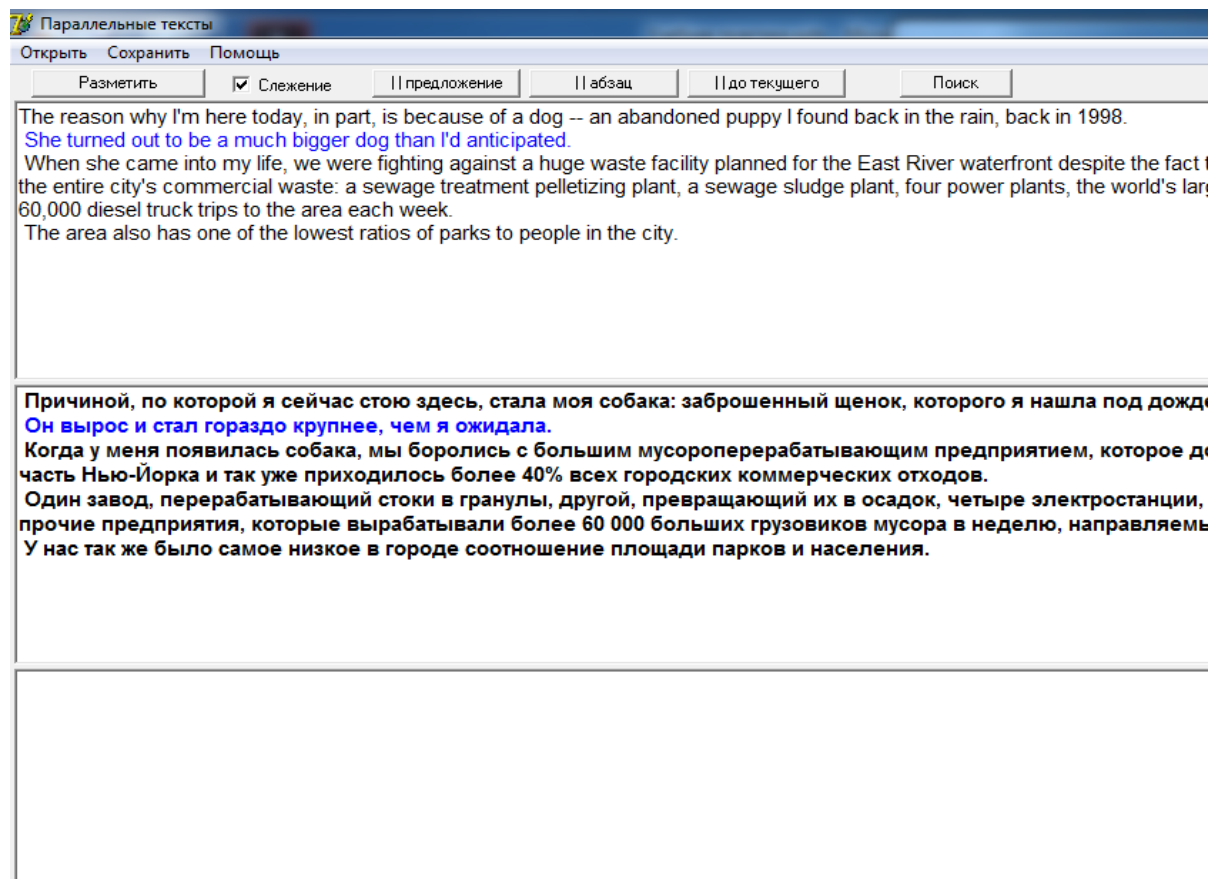 Параллельные тексты
Открыть Сохранить Помощь
Разметить Слежение ||предложение ||абзац ||до текущего Поиск
The reason why I'm here today, in part, is because of a dog -- an abandoned puppy I found back in the rain, back in 1998.
She turned out to be a much bigger dog than I'd anticipated.
When she came into my life, we were fighting against a huge waste facility planned for the East River waterfront despite the fact
the entire city's commercial waste: a sewage treatment pelletizing plant, a sewage sludge plant, four power plants, the world's
60,000 diesel truck trips to the area each week.
The area also has one of the lowest ratios of parks to people in the city.
Причиной, по которой я сейчас стою здесь, стала моя собака: заброшенный щенок, которого я нашла под
Он вырос и стал гораздо крупнее, чем я ожидала.
Когда у меня появилась собака, мы боролись с большим мусороперерабатывающим предприятием, которое
часть Нью-Йорка и так уже приходилось более 40% всех городских коммерческих отходов.
Один завод, перерабатывающий стоки в гранулы, другой, превращающий их в осадок, четыре электростанции,
прочие предприятия, которые вырабатывали более 60 000 больших грузовиков мусора в неделю,
У нас так же было самое низкое в городе соотношение площади парков и населения.